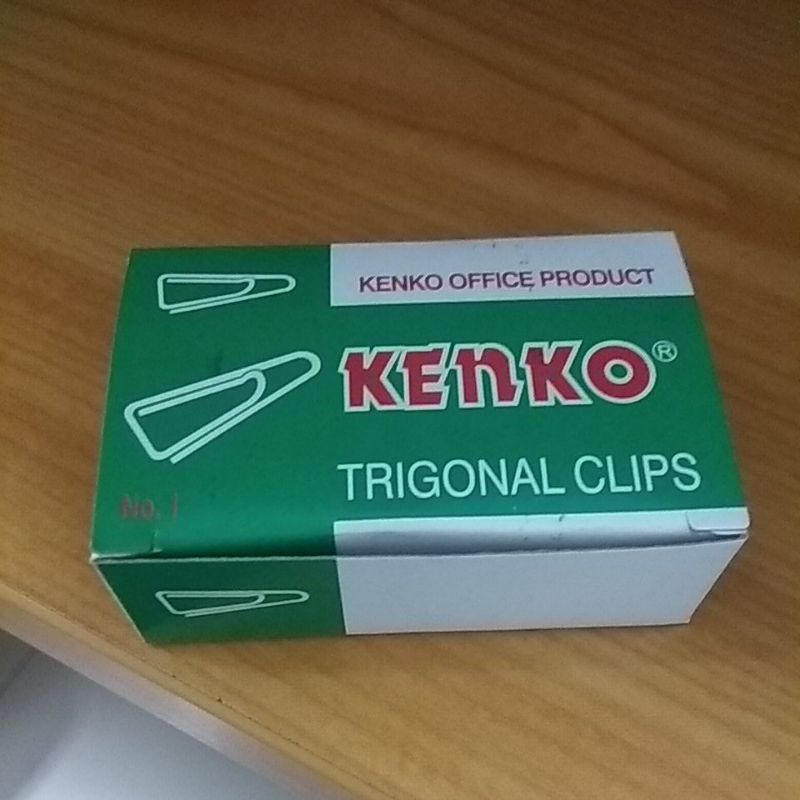 KENKO OFFICE PRODUCT
KENKO®
TRIGONAL CLIPS
No. 1